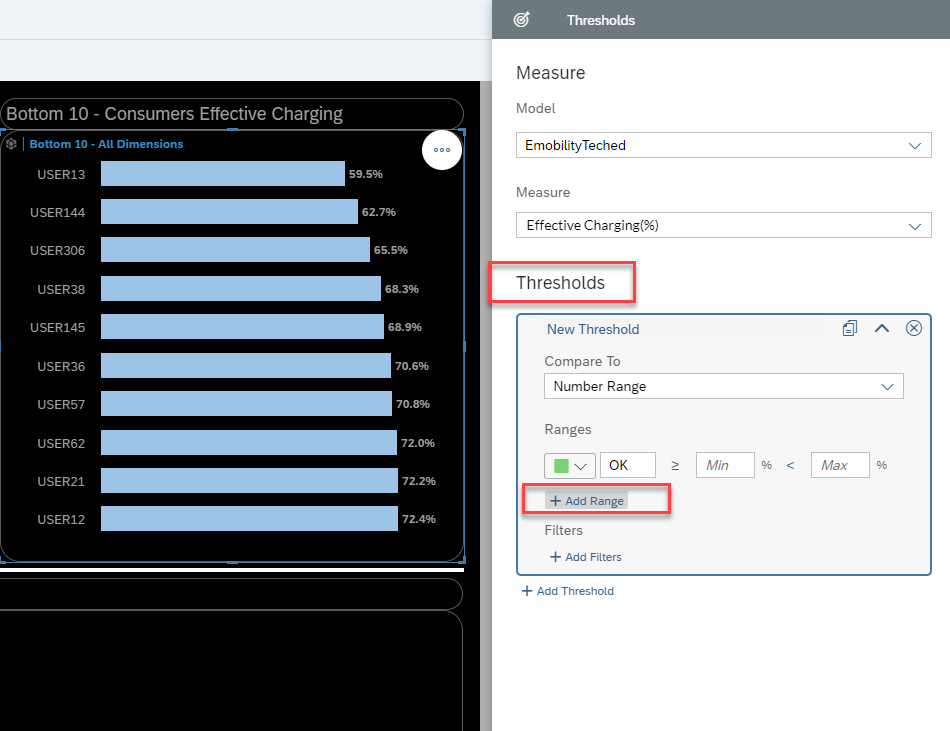 Thresholds
Measure
Model
EmobilityTeched
Measure
Effective Charging(%)
Thresholds
New Threshold
Compare To
Number Range
Ranges
OK ≥ Min % < Max %
+ Add Range
Filters
+ Add Filters
+ Add Threshold
Bottom 10 - Consumers Effective Charging
Bottom 10 - All Dimensions
USER13 59.5%
USER144 62.7%
USER306 65.5%
USER38 68.3%
USER145 68.9%
USER36 70.6%
USER57 70.8%
USER62 72.0%
USER21 72.2%
USER12 72.4%